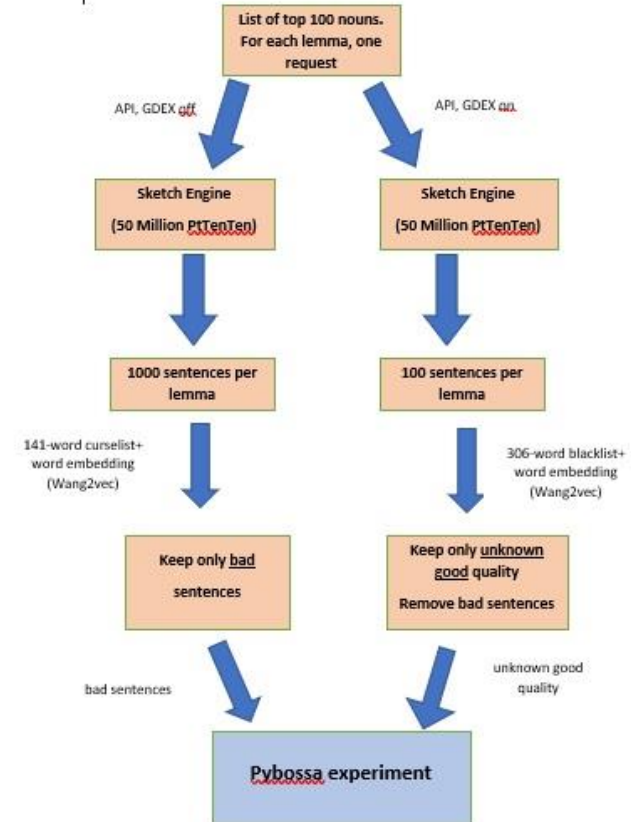 List of top 100 nouns.
For each lemma, one
request
API, GDEX off
API, GDEX on
Sketch Engine
(50 Million PtTenTen)
Sketch Engine
(50 Million PtTenTen)
1000 sentences per
lemma
100 sentences per
lemma
141-word curselist+
word embedding
(Wang2vec)
306-word blacklist+
word embedding
(Wang2vec)
Keep only bad
sentences
Keep only unknown
good quality
Remove bad sentences
bad sentences
unknown good
quality
Pybossa experiment